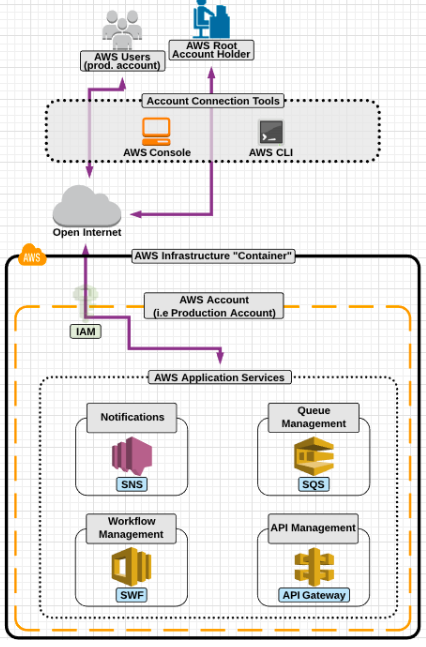 AWS Users
(prod. account)
AWS Root
Account Holder
Account Connection Tools
AWS Console
AWS CLI
Open Internet
AWS
AWS Infrastructure "Container"
AWS Account
(i.e Production Account)
IAM
AWS Application Services
Notifications
SNS
Queue
Management
SQS
Workflow
Management
SWF
API Management
API Gateway